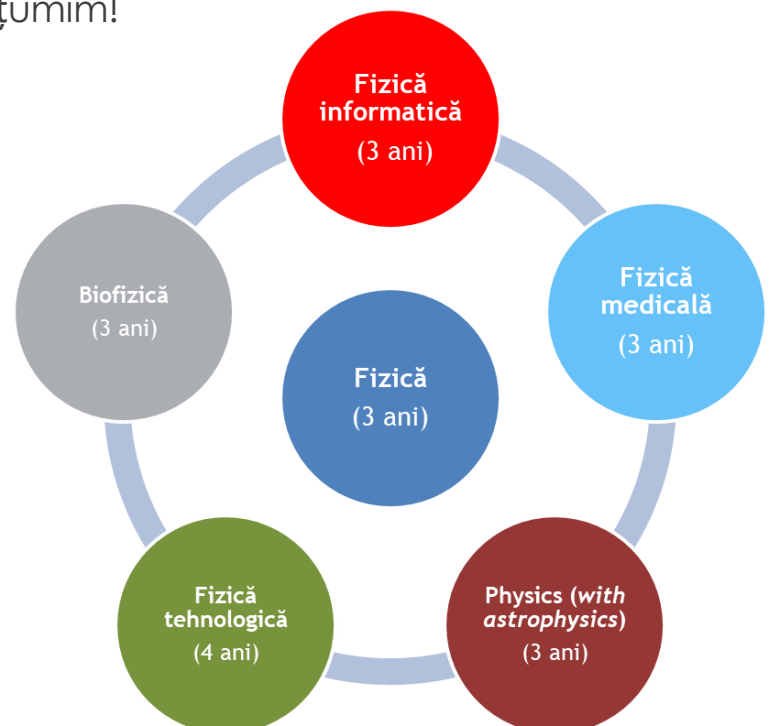 țumim!
Fizică
informatică
(3 ani)
Biofizică
(3 ani)
Fizică
medicală
(3 ani)
Fizică
(3 ani)
Fizică
tehnologică
(4 ani)
Physics (with
astrophysics)
(3 ani)